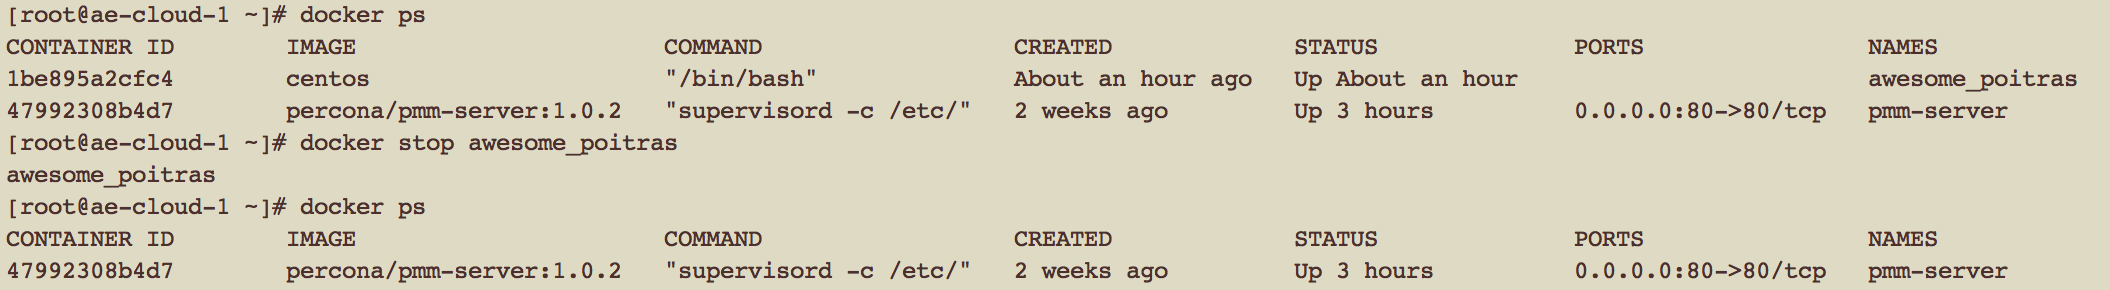 [root@ae-cloud-1 ~]# docker ps
CONTAINER ID        IMAGE                      COMMAND                  CREATED             STATUS              PORTS                NAMES
1be895a2cfc4        centos                     "/bin/bash"              About an hour ago   Up About an hour                         awesome_poitras
47992308b4d7        percona/pmm-server:1.0.2   "supervisord -c /etc/"   2 weeks ago         Up 3 hours          0.0.0.0:80->80/tcp   pmm-server
[root@ae-cloud-1 ~]# docker stop awesome_poitras
awesome_poitras
[root@ae-cloud-1 ~]# docker ps
CONTAINER ID        IMAGE                      COMMAND                  CREATED             STATUS              PORTS                NAMES
47992308b4d7        percona/pmm-server:1.0.2   "supervisord -c /etc/"   2 weeks ago         Up 3 hours          0.0.0.0:80->80/tcp   pmm-server